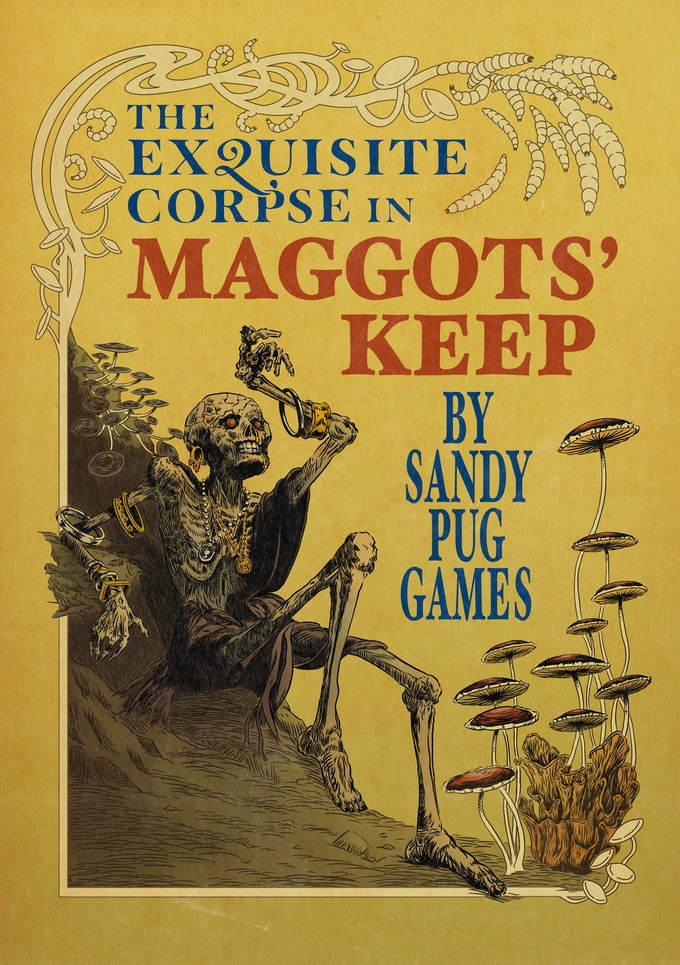 THE
EXQUISITE
CORPSE IN
MAGGOTS’
KEEP
BY
SANDY
PUG
GAMES